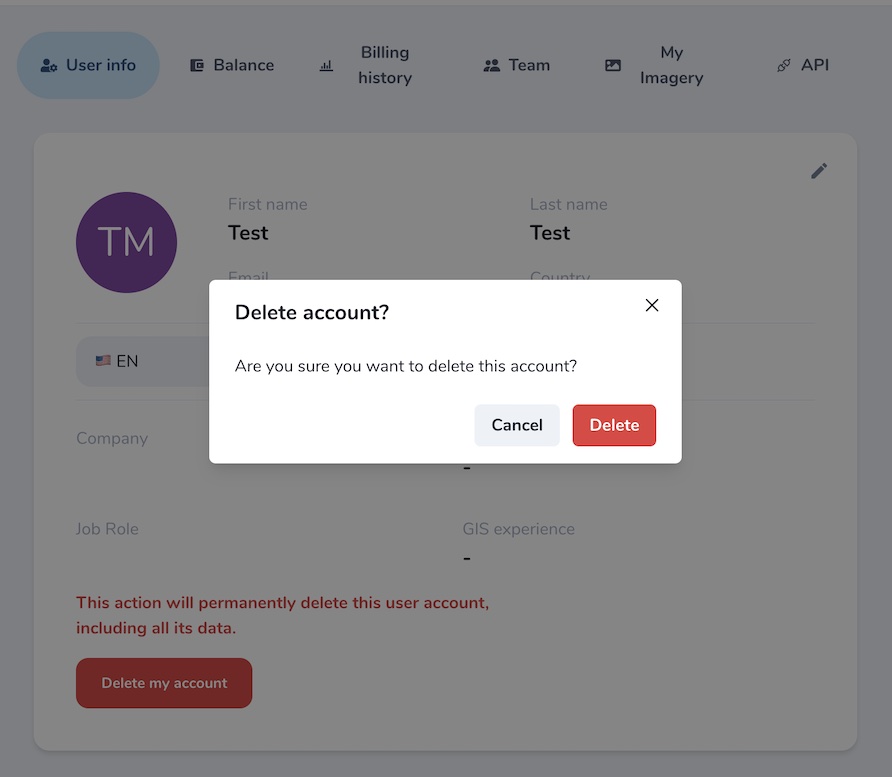 User info
Balance
Billing
history
Team
My
Imagery
API
TM
First name
Last name
Test
Test
Email
Country
Delete account?
Are you sure you want to delete this account?
Cancel
Delete
EN
Company
-
Job Role
GIS experience
-
This action will permanently delete this user account,
including all its data.
Delete my account